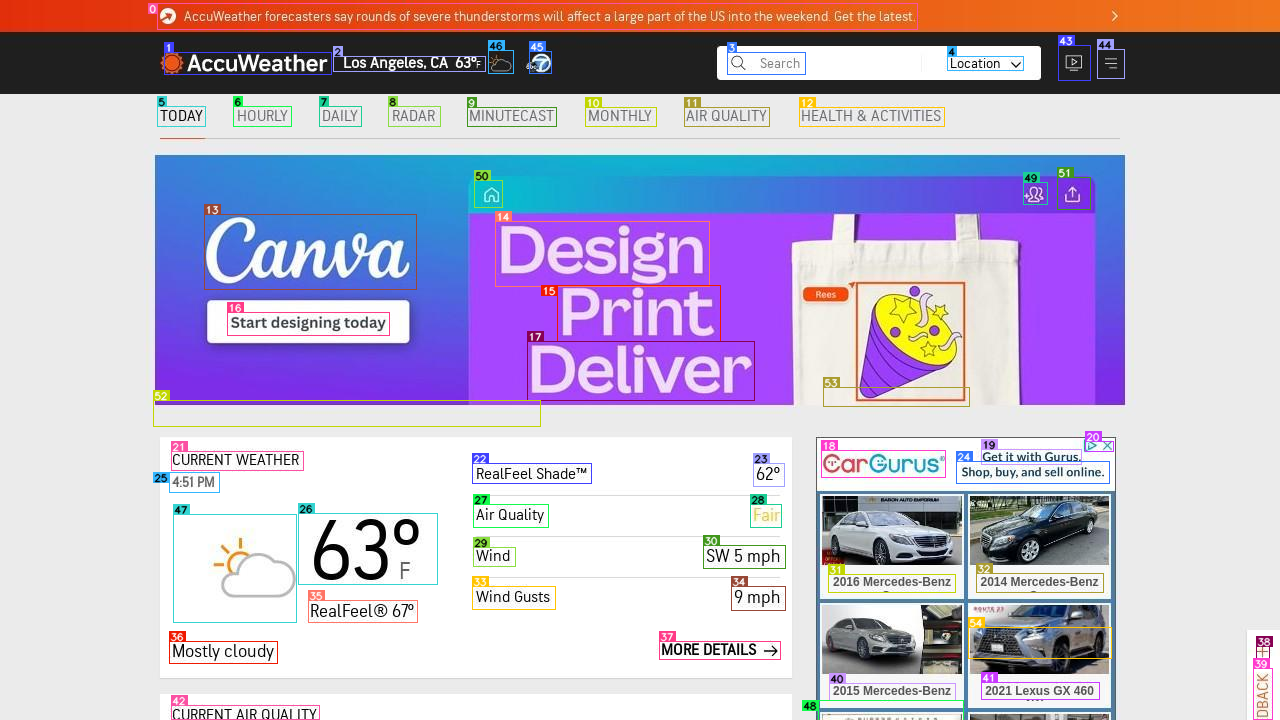 AccuWeather forecasters say rounds of severe thunderstorms will affect a large part of the US into the weekend. Get the latest.
0
1 2 3 4 43 44 45 46
AccuWeather Los Angeles, CA 63°F abc 7 Search Location
5 6 7 8 9 10 11 12
TODAY HOURLY DAILY RADAR MINUTECAST MONTHLY AIR QUALITY HEALTH & ACTIVITIES
50 49 51
13 14
Canva
Design
15
Print
Rees
16
Start designing today
17
Deliver
53
52
21
CURRENT WEATHER
25
4:51 PM
22 23
RealFeel Shade™ 62°
27 28
Air Quality Fair
47 26
63° F
29 30
Wind SW 5 mph
33 34
Wind Gusts 9 mph
35
RealFeel® 67°
36 37
Mostly cloudy MORE DETAILS
42
CURRENT AIR QUALITY
18 19 20
CarGurus® Get it with Gurus.
24
Shop, buy, and sell online.
BARON AUTO EMPORIUM
31 32
2016 Mercedes-Benz 2014 Mercedes-Benz
ROUTE 23
54
40 41
2015 Mercedes-Benz 2021 Lexus GX 460
48
38
39
DBACK